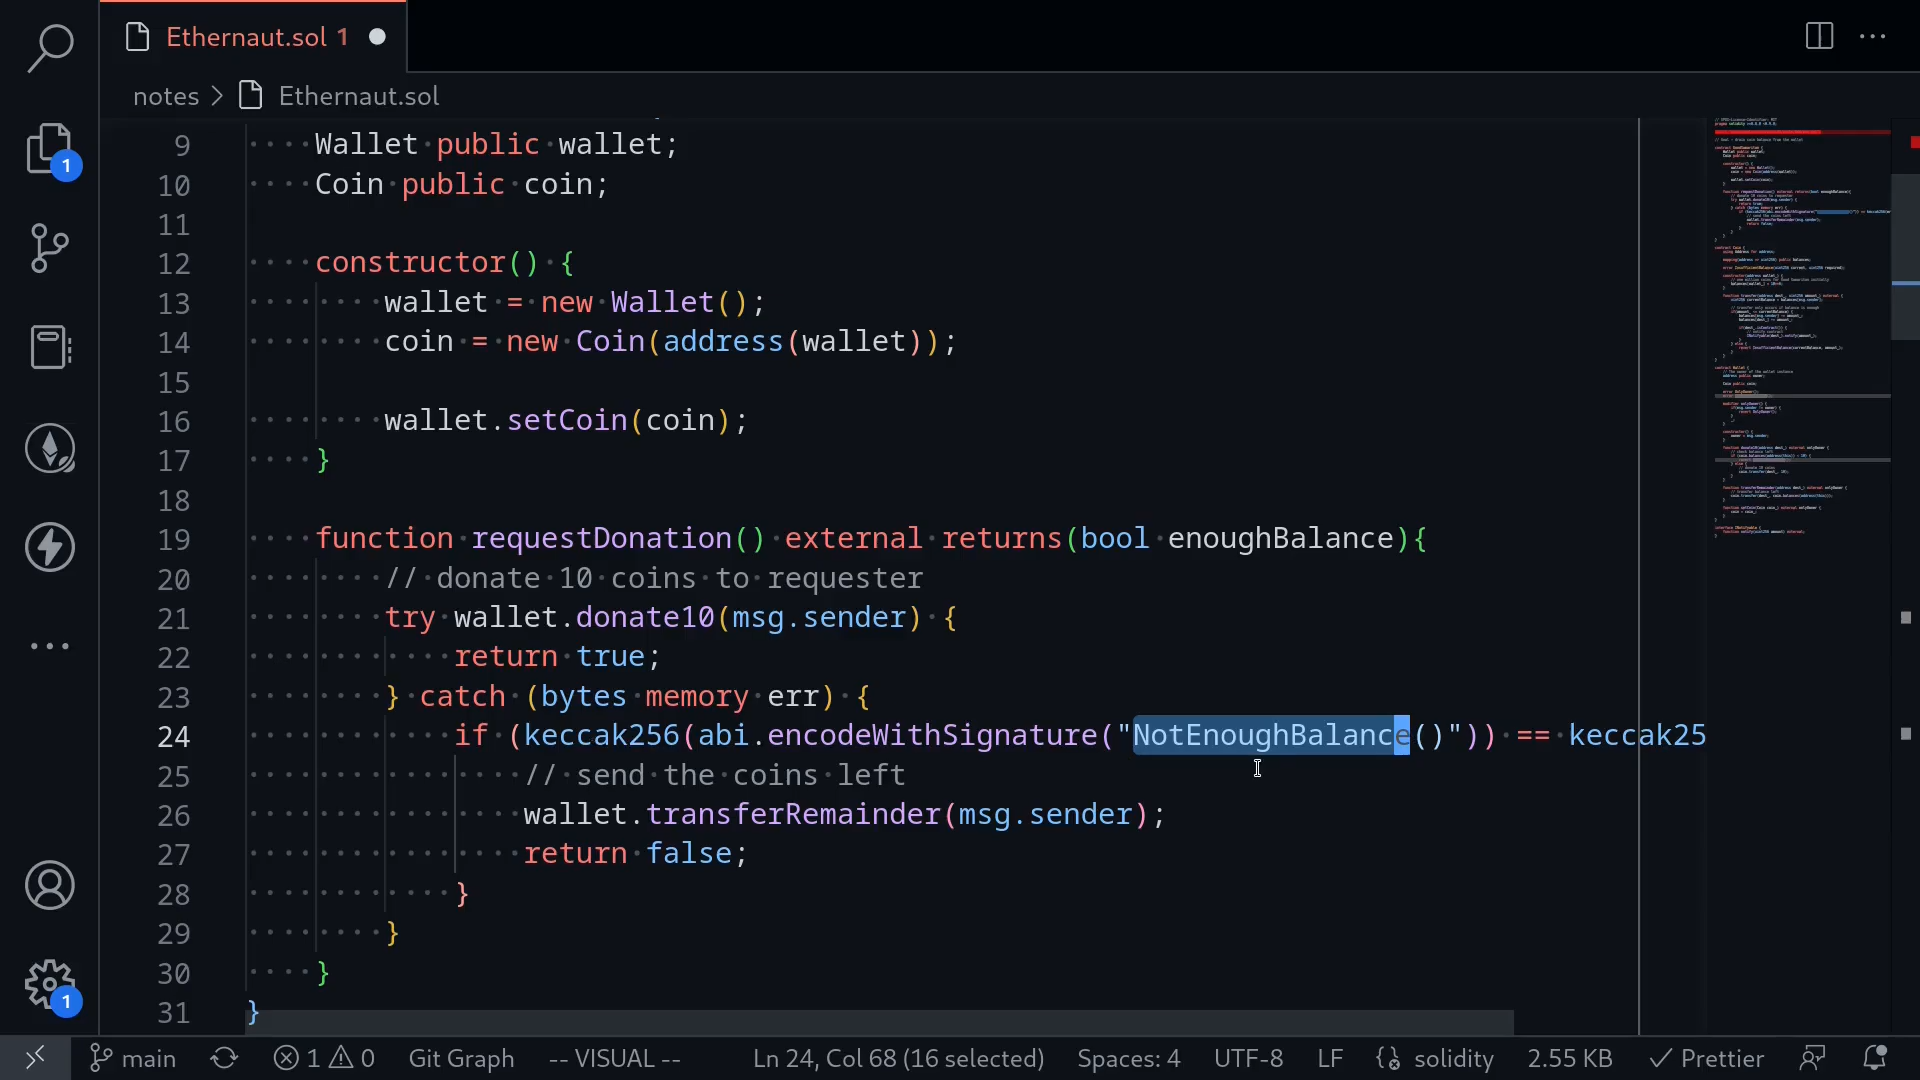 Ethernaut.sol 1
notes > Ethernaut.sol
9 Wallet public wallet;
10 Coin public coin;
11
12 constructor() {
13 wallet = new Wallet();
14 coin = new Coin(address(wallet));
15
16 wallet.setCoin(coin);
17 }
18
19 function requestDonation() external returns(bool enoughBalance){
20 // donate 10 coins to requester
21 try wallet.donate10(msg.sender) {
22 return true;
23 } catch (bytes memory err) {
24 if (keccak256(abi.encodeWithSignature("NotEnoughBalance()")) == keccak25
25 // send the coins left
26 wallet.transferRemainder(msg.sender);
27 return false;
28 }
29 }
30 }
31 }
1
1
main 1 0 Git Graph -- VISUAL -- Ln 24, Col 68 (16 selected) Spaces: 4 UTF-8 LF solidity 2.55 KB Prettier